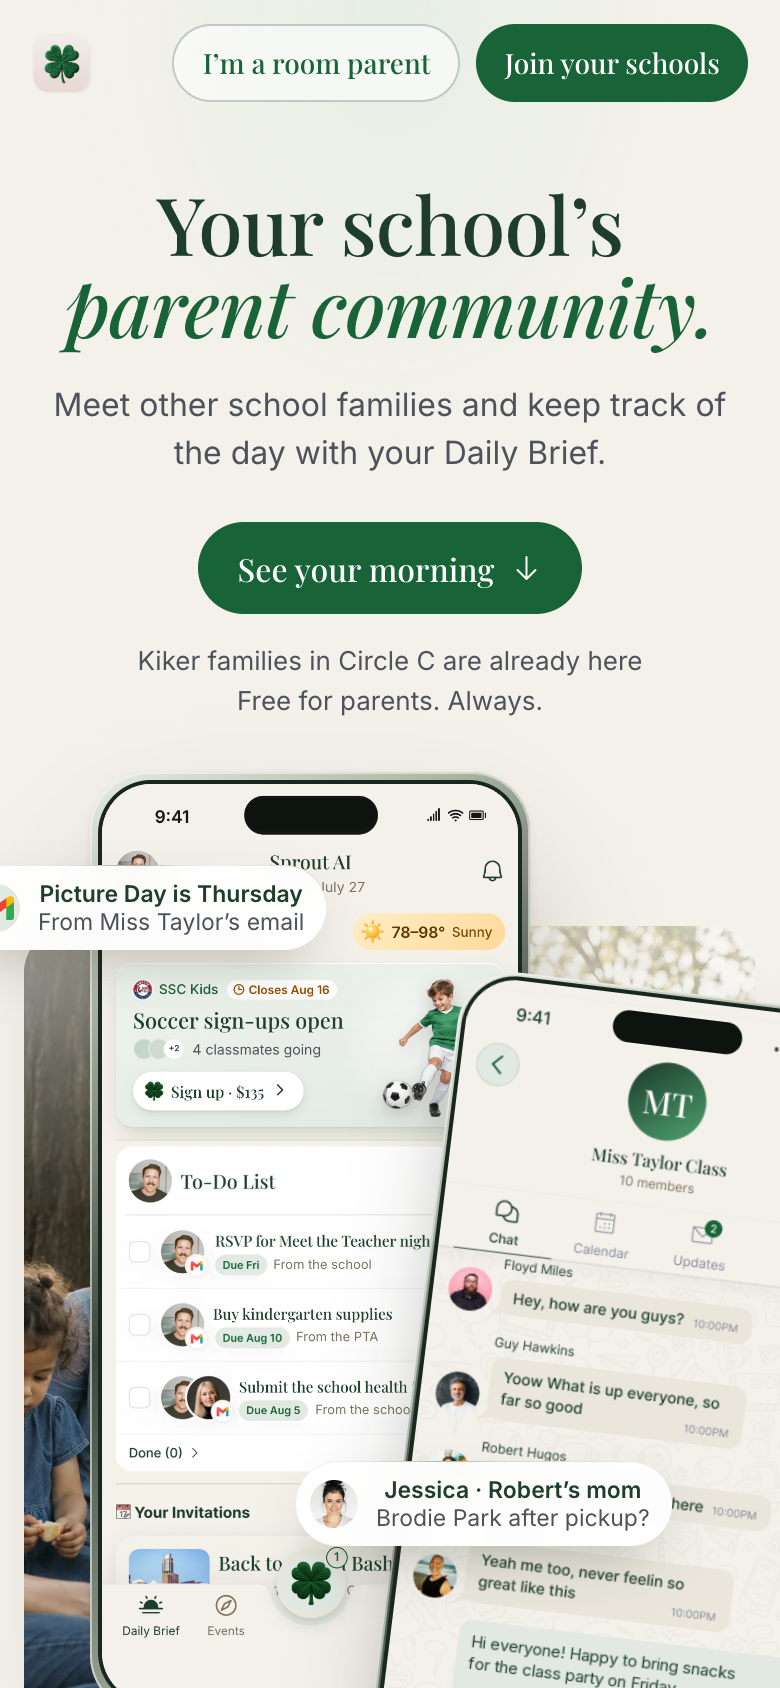 I'm a room parent
Join your schools
Your school's
parent community.
Meet other school families and keep track of
the day with your Daily Brief.
See your morning
Kiker families in Circle C are already here
Free for parents. Always.
9:41
Sprout AI
July 27
Picture Day is Thursday
From Miss Taylor's email
78–98° Sunny
SSC Kids
Closes Aug 16
Soccer sign-ups open
+2
4 classmates going
Sign up · $135
To-Do List
RSVP for Meet the Teacher nigh
Due Fri From the school
Buy kindergarten supplies
Due Aug 10 From the PTA
Submit the school health
Due Aug 5 From the schoo
Done (0)
Your Invitations
Back to
Bash
1
Daily Brief
Events
9:41
MT
Miss Taylor Class
10 members
Chat
Calendar
2
Updates
Floyd Miles
Hey, how are you guys? 10:00PM
Guy Hawkins
Yoow What is up everyone, so
far so good
10:00PM
Robert Hugos
here 10:00PM
Jessica · Robert's mom
Brodie Park after pickup?
Yeah me too, never feelin so
great like this
10:00PM
Hi everyone! Happy to bring snacks
for the class party on Friday